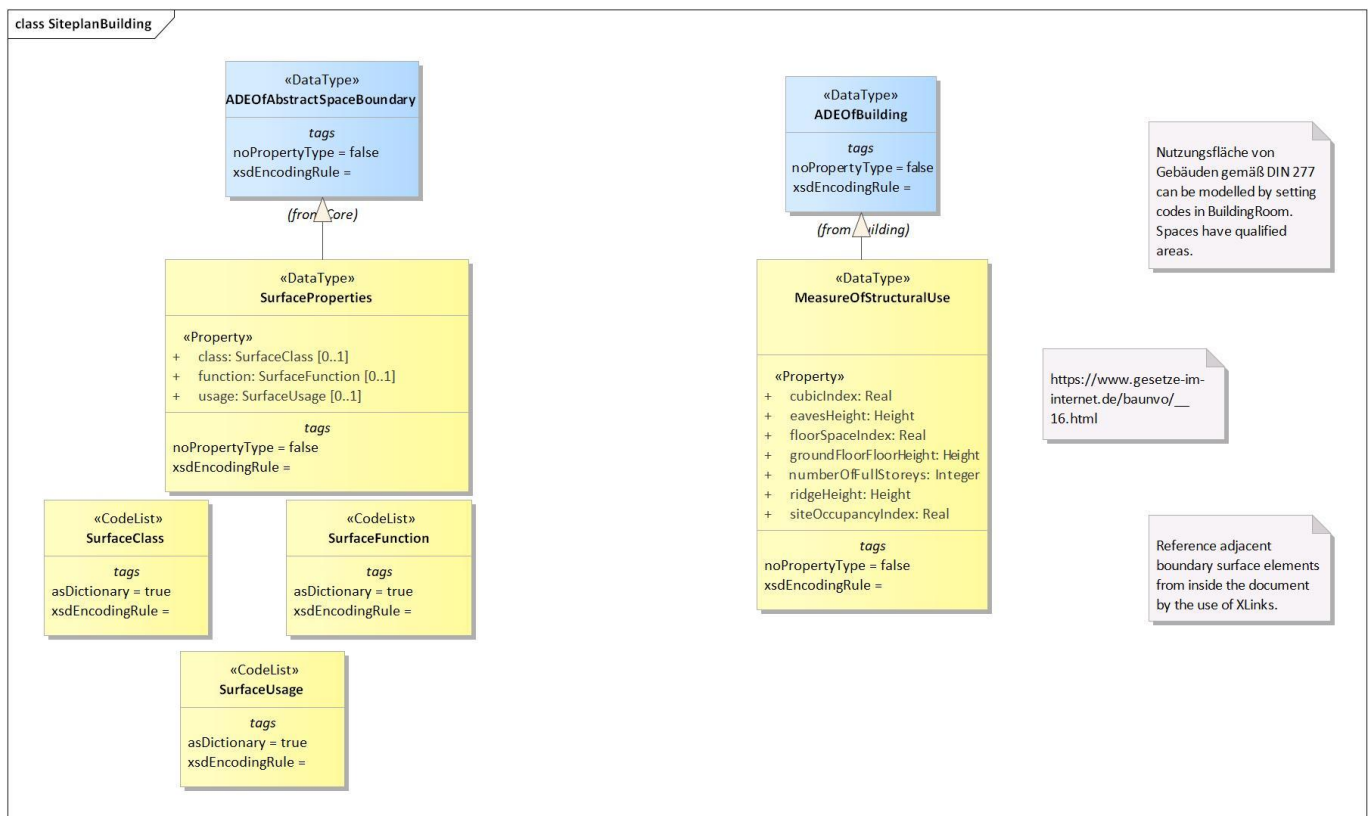 class SiteplanBuilding
«DataType»
ADEOfAbstractSpaceBoundary
tags
noPropertyType = false
xsdEncodingRule =
(from Core)
«DataType»
SurfaceProperties
«Property»
+ class: SurfaceClass [0..1]
+ function: SurfaceFunction [0..1]
+ usage: SurfaceUsage [0..1]
tags
noPropertyType = false
xsdEncodingRule =
«CodeList»
SurfaceClass
tags
asDictionary = true
xsdEncodingRule =
«CodeList»
SurfaceFunction
tags
asDictionary = true
xsdEncodingRule =
«CodeList»
SurfaceUsage
tags
asDictionary = true
xsdEncodingRule =
«DataType»
ADEOfBuilding
tags
noPropertyType = false
xsdEncodingRule =
(from Building)
«DataType»
MeasureOfStructuralUse
«Property»
+ cubicIndex: Real
+ eavesHeight: Height
+ floorSpaceIndex: Real
+ groundFloorFloorHeight: Height
+ numberOfFullStoreys: Integer
+ ridgeHeight: Height
+ siteOccupancyIndex: Real
tags
noPropertyType = false
xsdEncodingRule =
Nutzungsfläche von
Gebäuden gemäß DIN 277
can be modelled by setting
codes in BuildingRoom.
Spaces have qualified
areas.
https://www.gesetze-im-
internet.de/baunvo/__
16.html
Reference adjacent
boundary surface elements
from inside the document
by the use of XLinks.